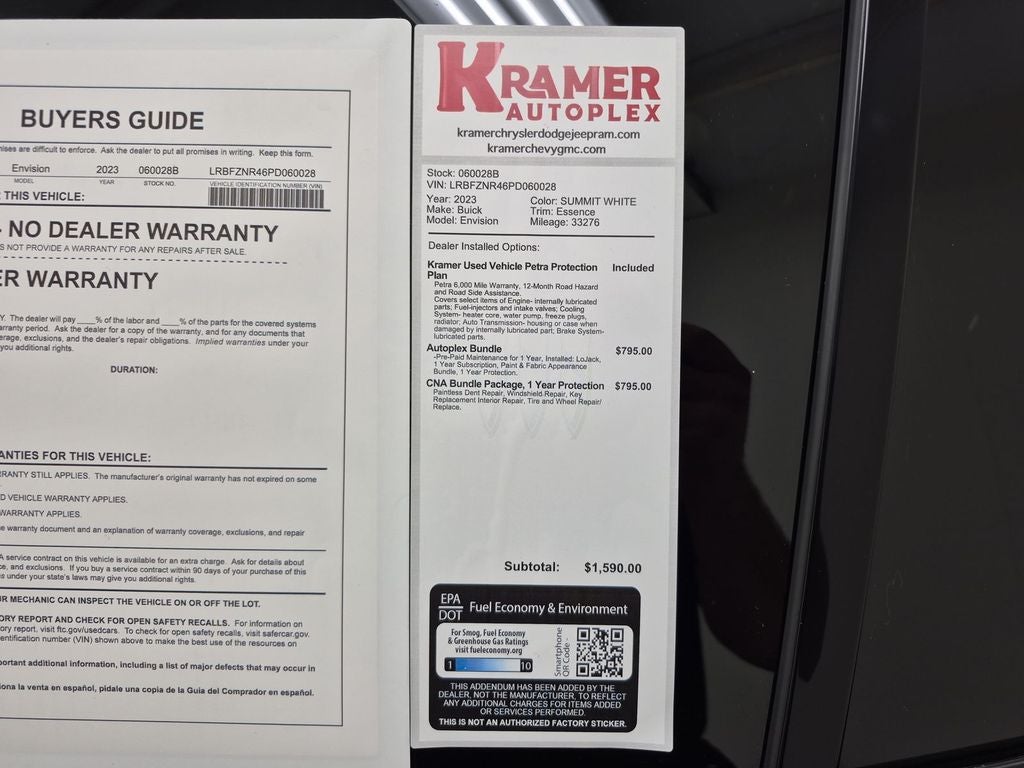 BUYERS GUIDE
ises are difficult to enforce. Ask the dealer to put all promises in writing. Keep this form.
Envision 2023 060028B LRBFZNR46PD060028
MODEL YEAR STOCK NO. VEHICLE IDENTIFICATION NUMBER (VIN)
THIS VEHICLE:
- NO DEALER WARRANTY
S NOT PROVIDE A WARRANTY FOR ANY REPAIRS AFTER SALE.
ER WARRANTY
Y. The dealer will pay ____% of the labor and ____% of the parts for the covered systems
arranty period. Ask the dealer for a copy of the warranty, and for any documents that
erage, exclusions, and the dealer's repair obligations. Implied warranties under your
you additional rights.
DURATION:
ANTIES FOR THIS VEHICLE:
RRANTY STILL APPLIES. The manufacturer's original warranty has not expired on some
D VEHICLE WARRANTY APPLIES.
WARRANTY APPLIES.
e warranty document and an explanation of warranty coverage, exclusions, and repair
A service contract on this vehicle is available for an extra charge. Ask for details about
ce, and exclusions. If you buy a service contract within 90 days of your purchase of this
s under your state's laws may give you additional rights.
R MECHANIC CAN INSPECT THE VEHICLE ON OR OFF THE LOT.
ORY REPORT AND CHECK FOR OPEN SAFETY RECALLS. For information on
ory report, visit ftc.gov/usedcars. To check for open safety recalls, visit safercar.gov.
entification number (VIN) shown above to make the best use of the resources on
portant additional information, including a list of major defects that may occur in
iona la venta en español, pidale una copia de la Guia del Comprador en español.
KRAMER
AUTOPLEX
kramerchryslerdodgejeepram.com
kramerchevygmc.com
Stock: 060028B
VIN: LRBFZNR46PD060028
Year: 2023 Color: SUMMIT WHITE
Make: Buick Trim: Essence
Model: Envision Mileage: 33276
Dealer Installed Options:
Kramer Used Vehicle Petra Protection Included
Plan
Petra 6,000 Mile Warranty, 12-Month Road Hazard
and Road Side Assistance.
Covers select items of Engine- internally lubricated
parts; Fuel-injectors and intake valves; Cooling
System- heater core, water pump, freeze plugs,
radiator; Auto Transmission- housing or case when
damaged by internally lubricated part; Brake System-
lubricated parts.
Autoplex Bundle $795.00
-Pre-Paid Maintenance for 1 Year, Installed: LoJack,
1 Year Subscription, Paint & Fabric Appearance
Bundle, 1 Year Protection.
CNA Bundle Package, 1 Year Protection $795.00
Paintless Dent Repair, Windshield Repair, Key
Replacement Interior Repair, Tire and Wheel Repair/
Replace.
Subtotal: $1,590.00
EPA
DOT Fuel Economy & Environment
For Smog, Fuel Economy
& Greenhouse Gas Ratings
visit fueleconomy.org
1 10
Smartphone
QR Code -
THIS ADDENDUM HAS BEEN ADDED BY THE
DEALER, NOT THE MANUFACTURER, TO REFLECT
ANY ADDITIONAL CHARGES FOR ITEMS ADDED
OR SERVICES PERFORMED.
THIS IS NOT AN AUTHORIZED FACTORY STICKER.